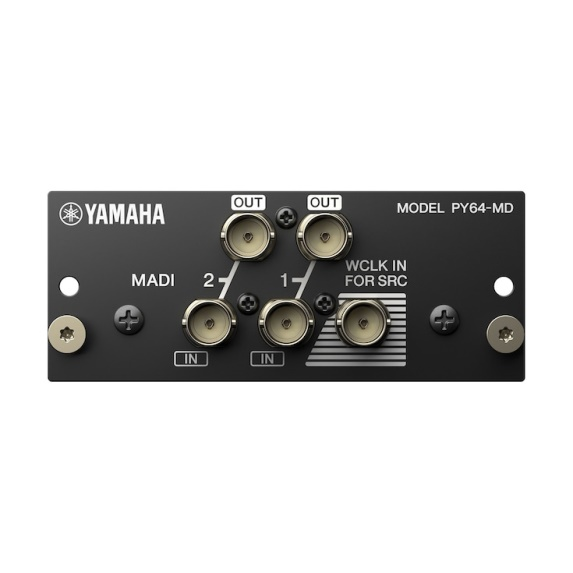 OUT OUT
YAMAHA MODEL PY64-MD
MADI 2 1 WCLK IN
FOR SRC
IN IN